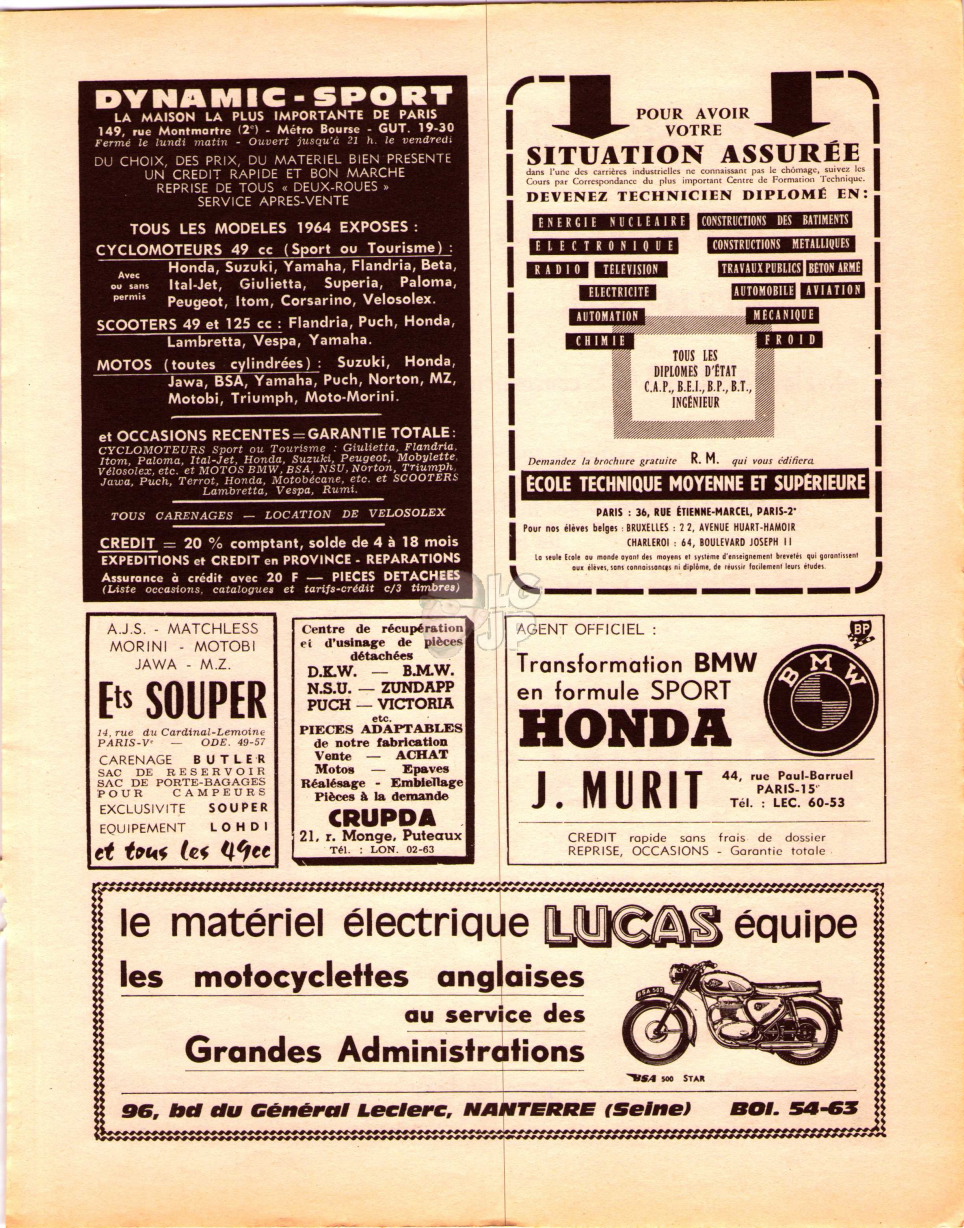 DYNAMIC-SPORT
LA MAISON LA PLUS IMPORTANTE DE PARIS
149, rue Montmartre (2e) - Métro Bourse - GUT. 19-30
Fermé le lundi matin - Ouvert jusqu'à 21 h. le vendredi
DU CHOIX, DES PRIX, DU MATERIEL BIEN PRESENTE
UN CREDIT RAPIDE ET BON MARCHE
REPRISE DE TOUS « DEUX-ROUES »
SERVICE APRES-VENTE
TOUS LES MODELES 1964 EXPOSES :
CYCLOMOTEURS 49 cc (Sport ou Tourisme) :
Avec
ou sans
permis
Honda, Suzuki, Yamaha, Flandria, Beta,
Ital-Jet, Giulietta, Superia, Paloma,
Peugeot, Itom, Corsarino, Velosolex.
SCOOTERS 49 et 125 cc : Flandria, Puch, Honda,
Lambretta, Vespa, Yamaha.
MOTOS (toutes cylindrées) : Suzuki, Honda,
Jawa, BSA, Yamaha, Puch, Norton, MZ,
Motobi, Triumph, Moto-Morini.
et OCCASIONS RECENTES = GARANTIE TOTALE :
CYCLOMOTEURS Sport ou Tourisme : Giulietta, Flandria,
Itom, Paloma, Ital-Jet, Honda, Suzuki, Peugeot, Mobylette,
Vélosolex, etc. et MOTOS BMW, BSA, NSU, Norton, Triumph,
Jawa, Puch, Terrot, Honda, Motobécane, etc. et SCOOTERS
Lambretta, Vespa, Rumi.
TOUS CARENAGES — LOCATION DE VELOSOLEX
CREDIT = 20 % comptant, solde de 4 à 18 mois
EXPEDITIONS et CREDIT en PROVINCE - REPARATIONS
Assurance à crédit avec 20 F — PIECES DETACHEES
(Liste occasions, catalogues et tarifs-crédit c/3 timbres)
POUR AVOIR
VOTRE
SITUATION ASSURÉE
dans l'une des carrières industrielles ne connaissant pas le chômage, suivez les
Cours par Correspondance du plus important Centre de Formation Technique.
DEVENEZ TECHNICIEN DIPLOMÉ EN :
ÉNERGIE NUCLÉAIRE CONSTRUCTIONS DES BATIMENTS
ÉLECTRONIQUE CONSTRUCTIONS MÉTALLIQUES
RADIO TÉLÉVISION TRAVAUX PUBLICS BÉTON ARMÉ
ÉLECTRICITÉ AUTOMOBILE AVIATION
AUTOMATION MÉCANIQUE
CHIMIE FROID
TOUS LES
DIPLOMES D'ÉTAT
C.A.P., B.E.I., B.P., B.T.,
INGÉNIEUR
Demandez la brochure gratuite R.M. qui vous édifiera
ÉCOLE TECHNIQUE MOYENNE ET SUPÉRIEURE
PARIS : 36, RUE ÉTIENNE-MARCEL, PARIS-2e
Pour nos élèves belges : BRUXELLES : 22, AVENUE HUART-HAMOIR
CHARLEROI : 64, BOULEVARD JOSEPH II
La seule École au monde ayant des moyens et système d'enseignement brevetés qui garantissent
aux élèves, sans connaissances ni diplôme, de réussir facilement leurs études.
A.J.S. - MATCHLESS
MORINI - MOTOBI
JAWA - M.Z.
Ets SOUPER
14, rue du Cardinal-Lemoine
PARIS-Ve — ODE. 49-57
CARENAGE BUTLER
SAC DE RESERVOIR
SAC DE PORTE-BAGAGES
POUR CAMPEURS
EXCLUSIVITE SOUPER
EQUIPEMENT LOHDI
et tous les 49cc
Centre de récupération
et d'usinage de pièces
détachées
D.K.W. — B.M.W.
N.S.U. — ZUNDAPP
PUCH — VICTORIA
etc.
PIECES ADAPTABLES
de notre fabrication
Vente — ACHAT
Motos — Epaves
Réalésage - Embiellage
Pièces à la demande
CRUPDA
21, r. Monge, Puteaux
Tél. : LON. 02-63
LG
JP
AGENT OFFICIEL :
BP
Transformation BMW
en formule SPORT
HONDA
BMW
J. MURIT
44, rue Paul-Barruel
PARIS-15e
Tél. : LEC. 60-53
CREDIT rapide sans frais de dossier
REPRISE, OCCASIONS - Garantie totale
le matériel électrique LUCAS équipe
les motocyclettes anglaises
au service des
Grandes Administrations
BSA 500
BSA 500 STAR
96, bd du Général Leclerc, NANTERRE (Seine) BOI. 54-63